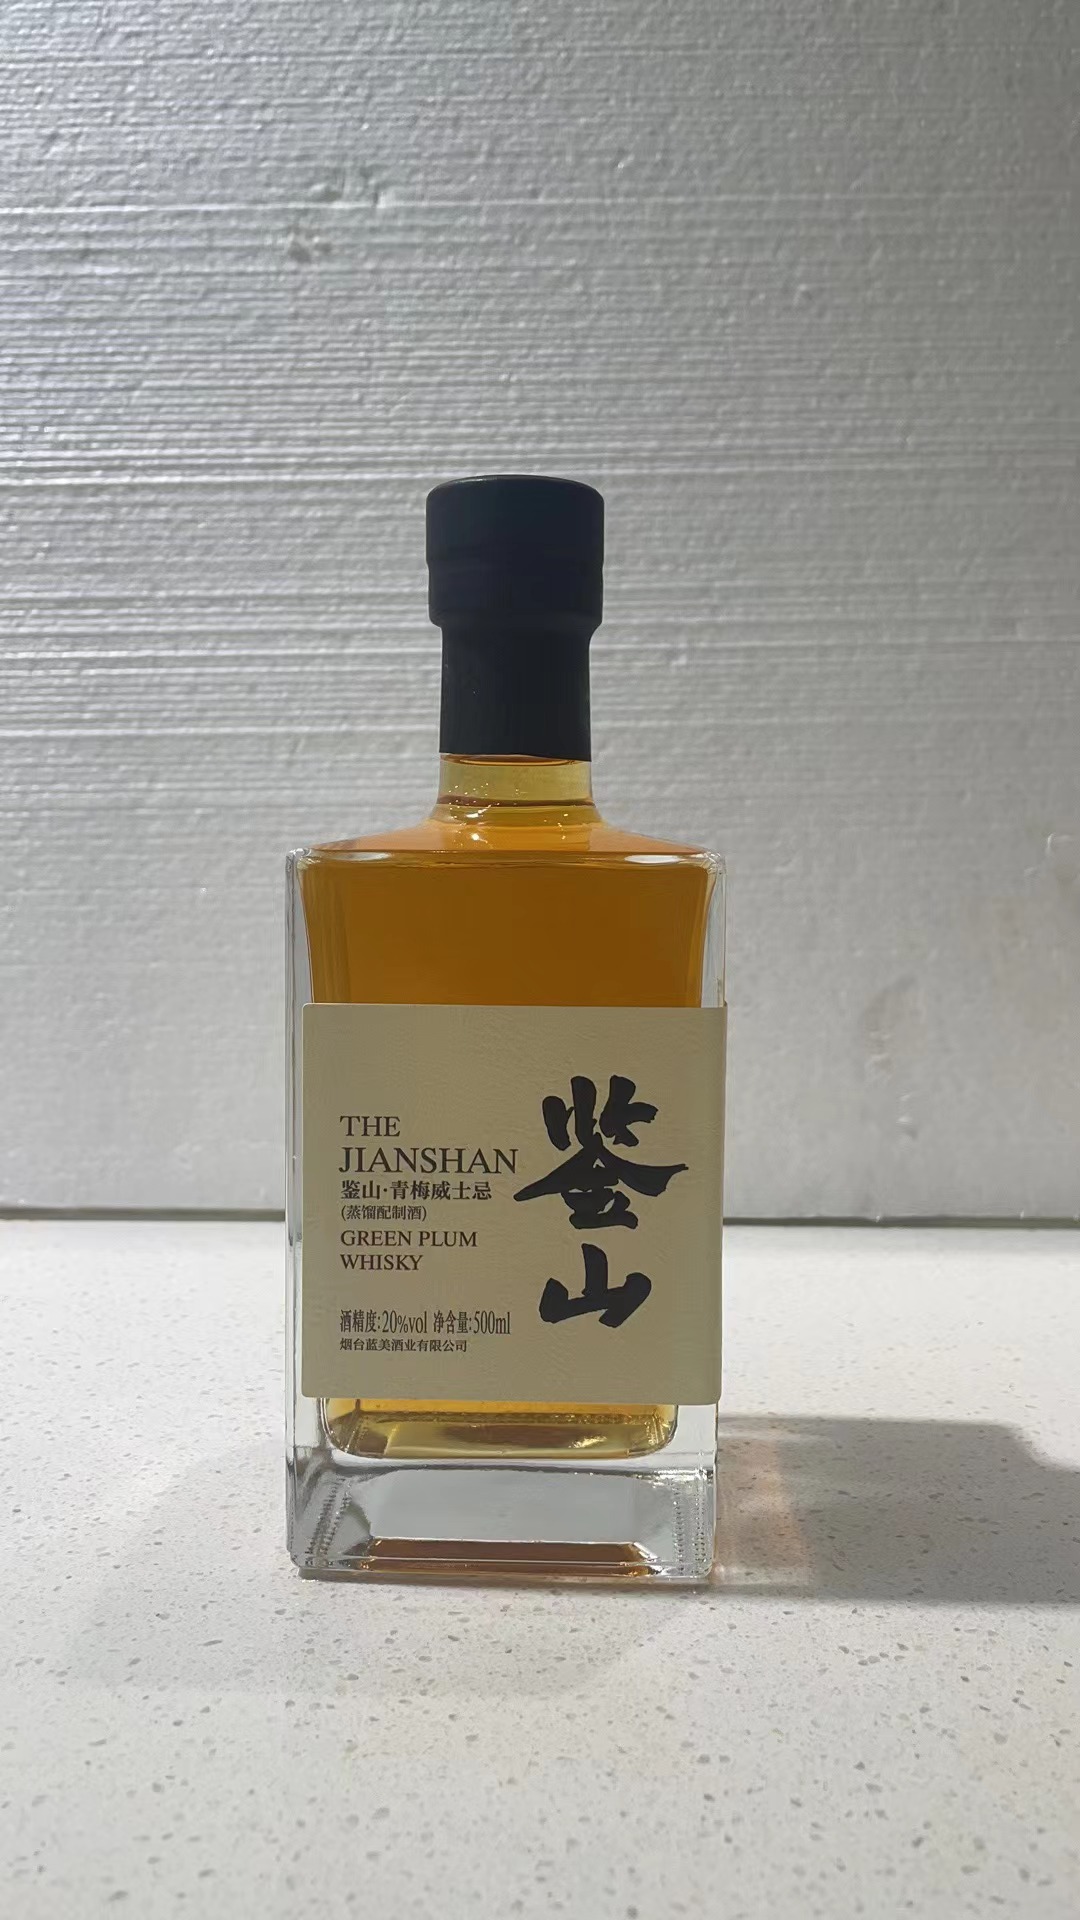 THE
JIANSHAN
鉴山·青梅威士忌
(蒸馏配制酒)
GREEN PLUM
WHISKY
酒精度:20%vol 净含量:500ml
烟台蓝美酒业有限公司
鉴山